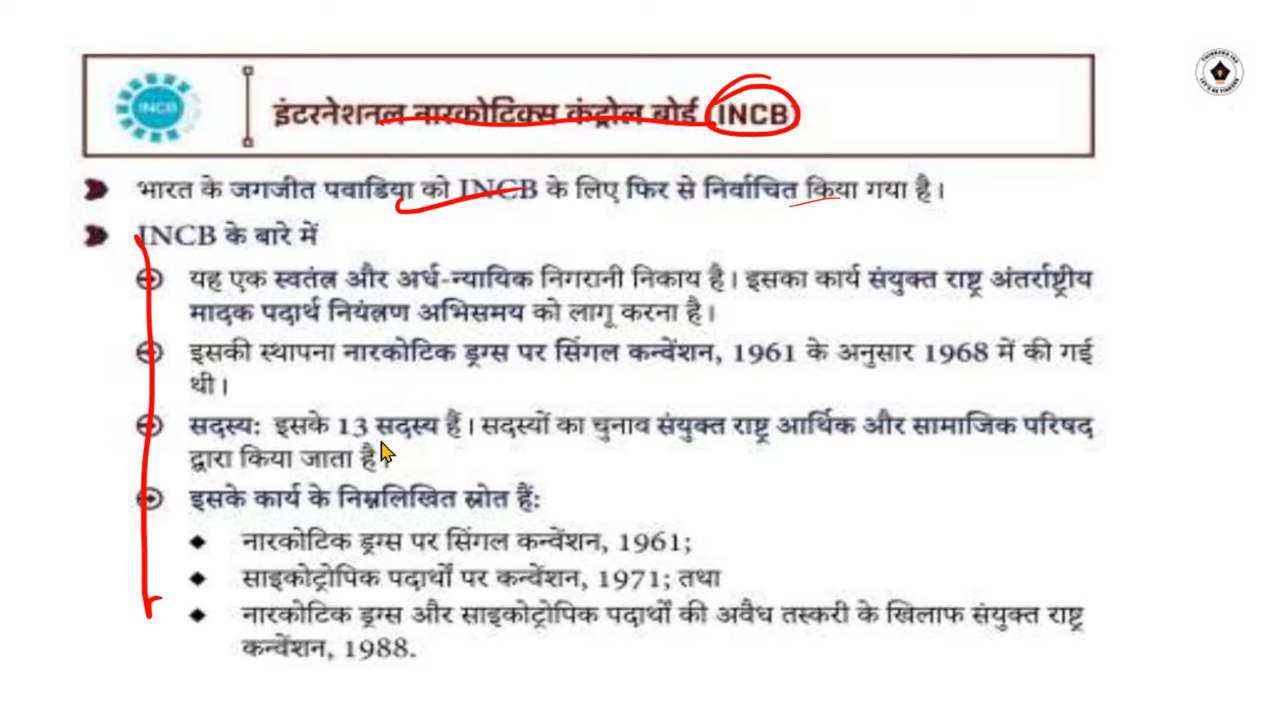 INCB
इंटरनेशनल नारकोटिक्स कंट्रोल बोर्ड (INCB)
भारत के जगजीत पवाडिया को INCB के लिए फिर से निर्वाचित किया गया है।
INCB के बारे में
यह एक स्वतंत्र और अर्ध-न्यायिक निगरानी निकाय है। इसका कार्य संयुक्त राष्ट्र अंतर्राष्ट्रीय
मादक पदार्थ नियंत्रण अभिसमय को लागू करना है।
इसकी स्थापना नारकोटिक ड्रग्स पर सिंगल कन्वेंशन, 1961 के अनुसार 1968 में की गई
थी।
सदस्य: इसके 13 सदस्य हैं। सदस्यों का चुनाव संयुक्त राष्ट्र आर्थिक और सामाजिक परिषद
द्वारा किया जाता है।
इसके कार्य के निम्नलिखित स्रोत हैं:
नारकोटिक ड्रग्स पर सिंगल कन्वेंशन, 1961;
साइकोट्रोपिक पदार्थों पर कन्वेंशन, 1971; तथा
नारकोटिक ड्रग्स और साइकोट्रोपिक पदार्थों की अवैध तस्करी के खिलाफ संयुक्त राष्ट्र
कन्वेंशन, 1988.